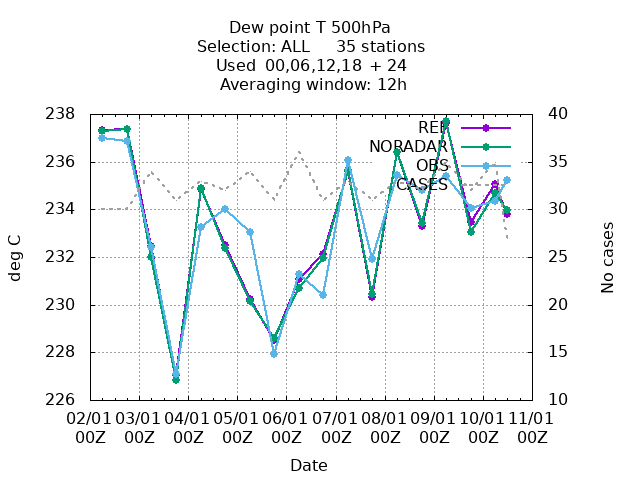 Dew point T 500hPa
Selection: ALL 35 stations
Used 00,06,12,18 + 24
Averaging window: 12h
238 40
REF
NORADAR
236 35
OBS
CASES
234 30
232 25
230 20
228 15
226 10
deg C
No cases
02/01 03/01 04/01 05/01 06/01 07/01 08/01 09/01 10/01 11/01
00Z 00Z 00Z 00Z 00Z 00Z 00Z 00Z 00Z 00Z
Date